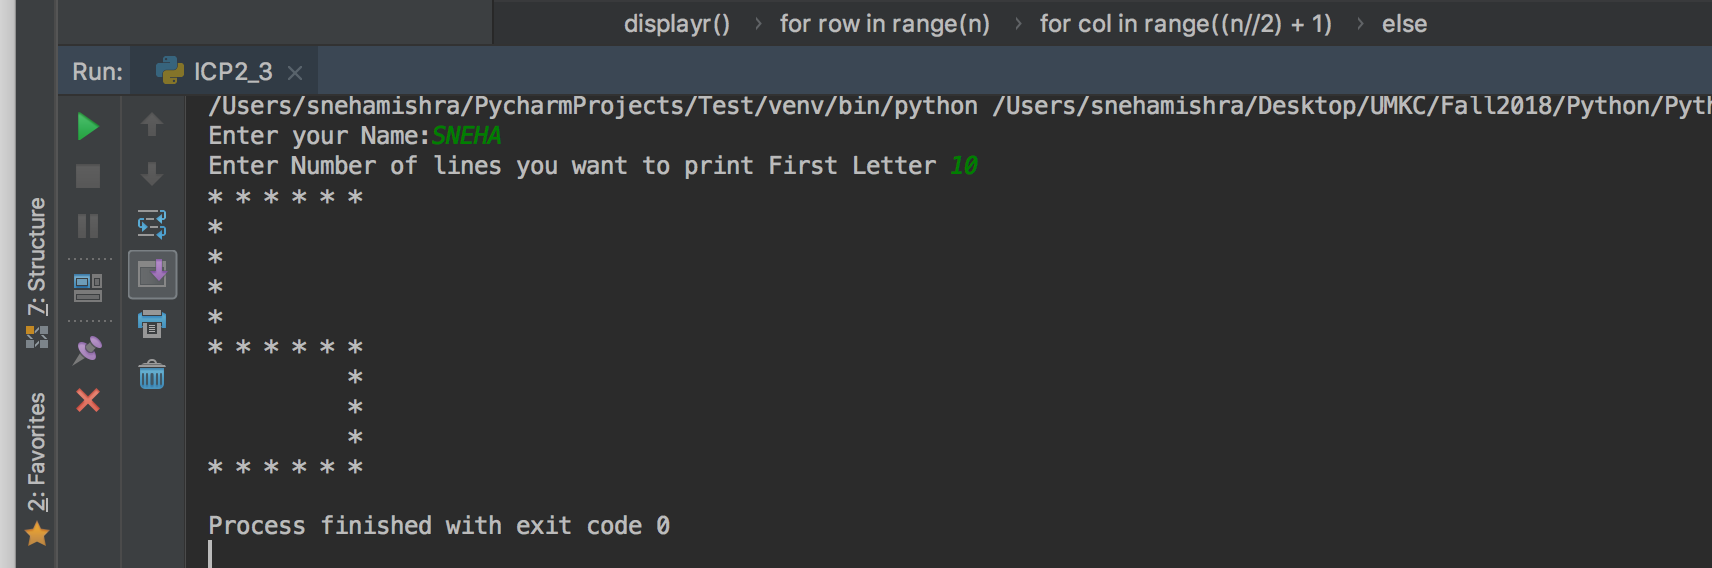 displayr() › for row in range(n) › for col in range((n//2) + 1) › else
Run: ICP2_3 ×
/Users/snehamishra/PycharmProjects/Test/venv/bin/python /Users/snehamishra/Desktop/UMKC/Fall2018/Python/Pyth
Enter your Name:SNEHA
Enter Number of lines you want to print First Letter 10
* * * * * *
*
*
*
*
* * * * * *
          *
          *
          *
* * * * * *
Process finished with exit code 0
7: Structure
2: Favorites